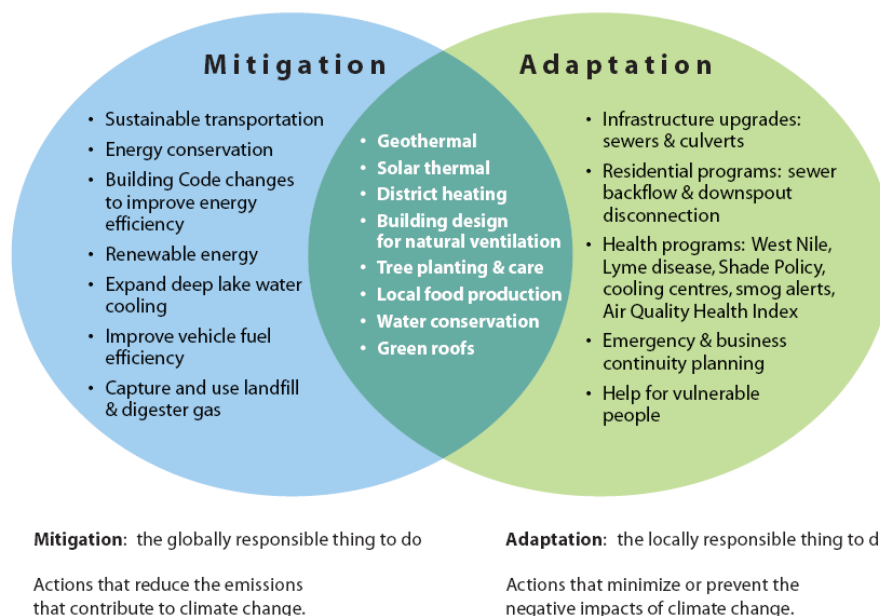 Mitigation
Adaptation
• Sustainable transportation
• Energy conservation
• Building Code changes
to improve energy
efficiency
• Renewable energy
• Expand deep lake water
cooling
• Improve vehicle fuel
efficiency
• Capture and use landfill
& digester gas
• Geothermal
• Solar thermal
• District heating
• Building design
for natural ventilation
• Tree planting & care
• Local food production
• Water conservation
• Green roofs
• Infrastructure upgrades:
sewers & culverts
• Residential programs: sewer
backflow & downspout
disconnection
• Health programs: West Nile,
Lyme disease, Shade Policy,
cooling centres, smog alerts,
Air Quality Health Index
• Emergency & business
continuity planning
• Help for vulnerable
people
Mitigation: the globally responsible thing to do
Actions that reduce the emissions
that contribute to climate change.
Adaptation: the locally responsible thing to d
Actions that minimize or prevent the
negative impacts of climate change.